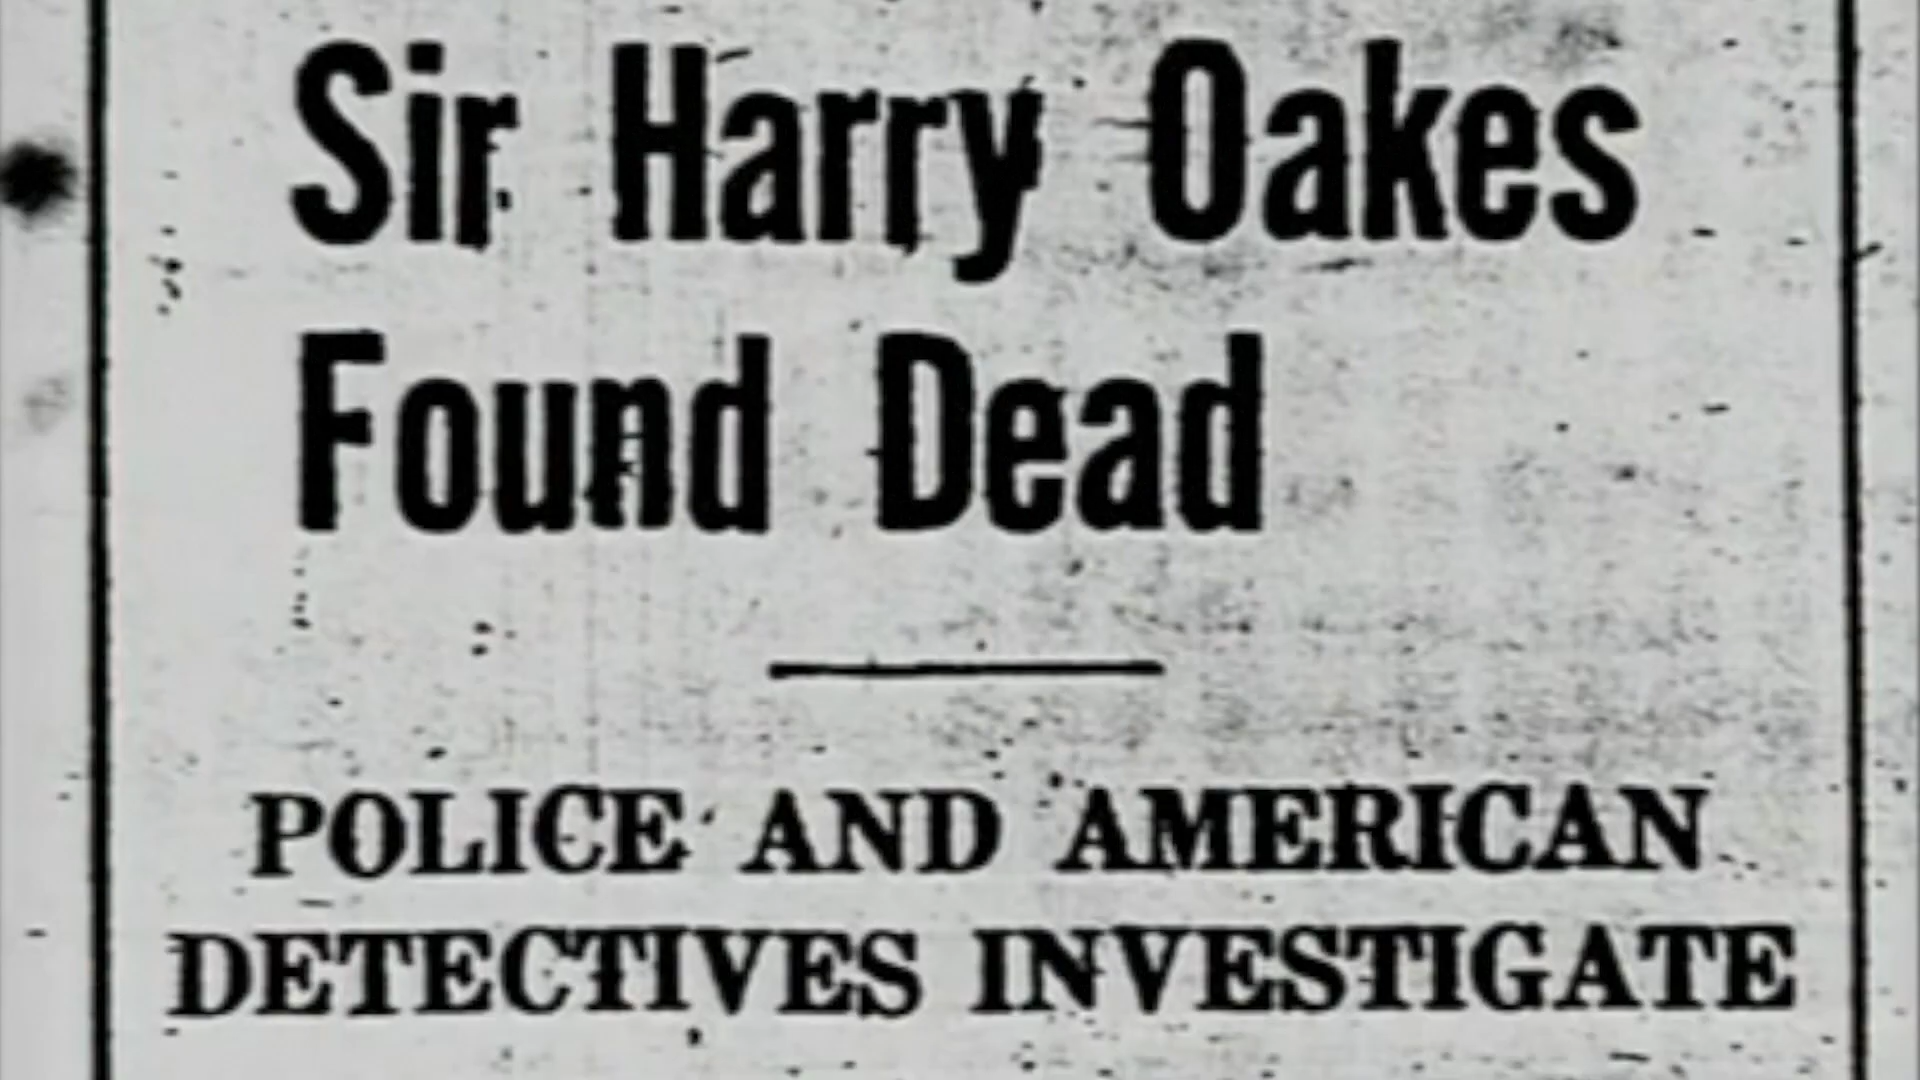 Sir Harry Oakes
Found Dead
POLICE AND AMERICAN
DETECTIVES INVESTIGATE